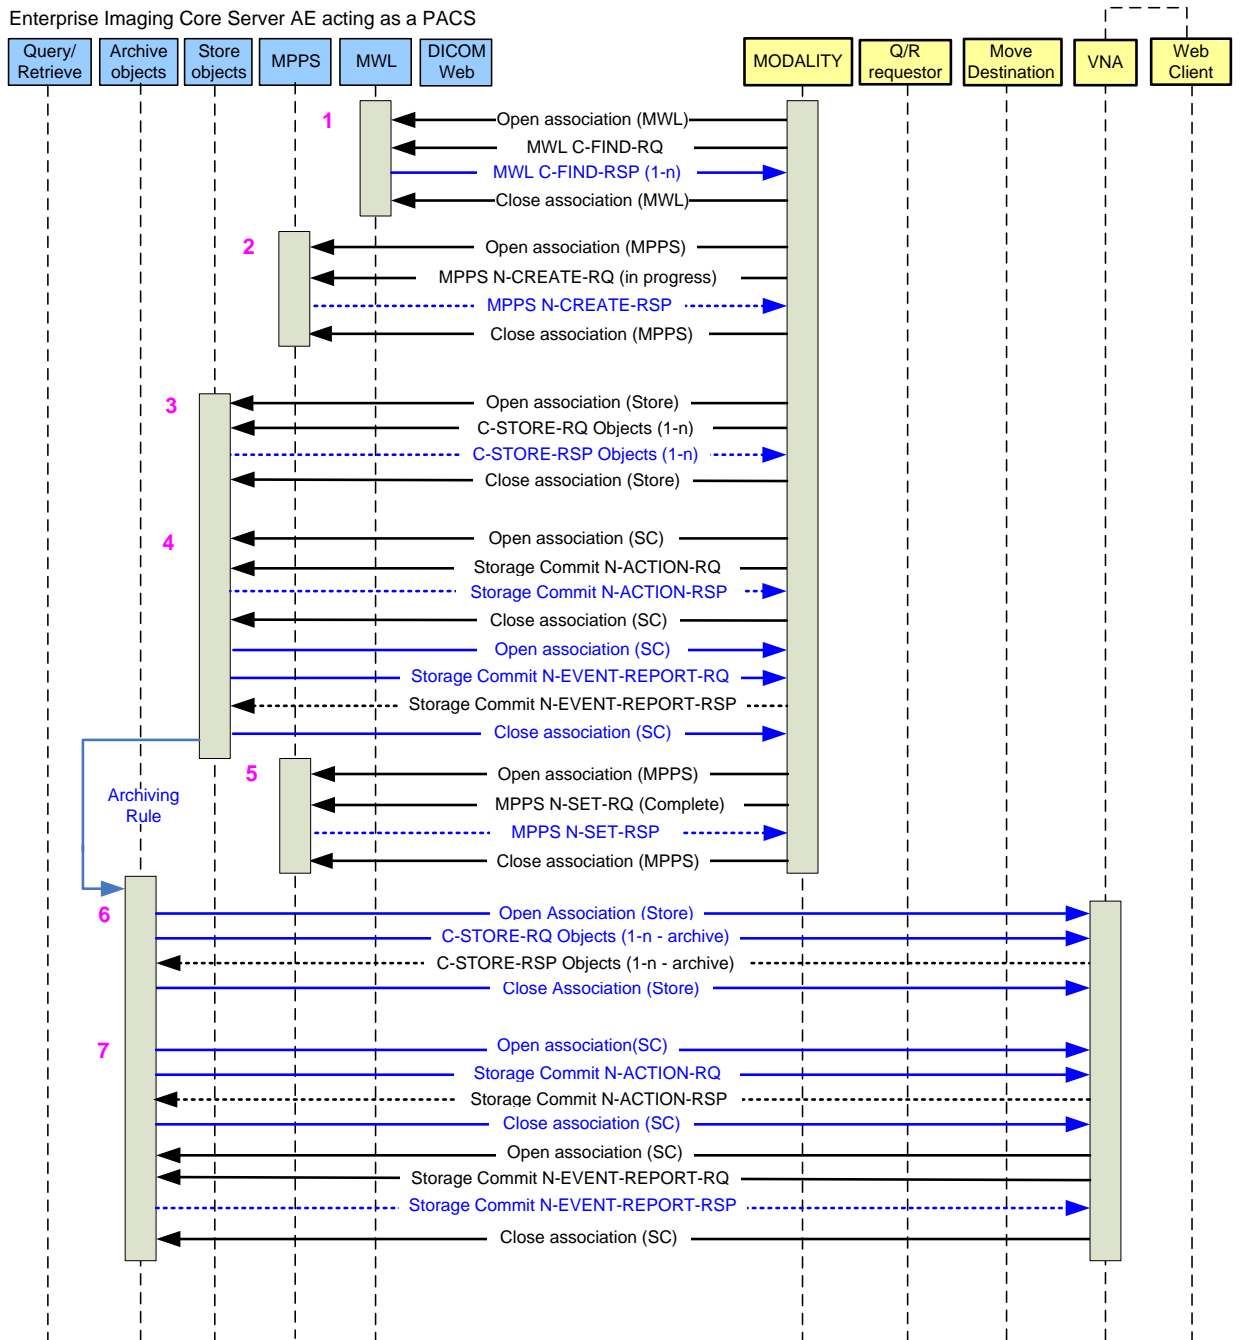 Enterprise Imaging Core Server AE acting as a PACS
Query/
Retrieve
Archive
objects
Store
objects
MPPS
MWL
DICOM
Web
MODALITY
Q/R
requestor
Move
Destination
VNA
Web
Client
1
Open association (MWL)
MWL C-FIND-RQ
MWL C-FIND-RSP (1-n)
Close association (MWL)
2
Open association (MPPS)
MPPS N-CREATE-RQ (in progress)
MPPS N-CREATE-RSP
Close association (MPPS)
3
Open association (Store)
C-STORE-RQ Objects (1-n)
C-STORE-RSP Objects (1-n)
Close association (Store)
4
Open association (SC)
Storage Commit N-ACTION-RQ
Storage Commit N-ACTION-RSP
Close association (SC)
Open association (SC)
Storage Commit N-EVENT-REPORT-RQ
Storage Commit N-EVENT-REPORT-RSP
Close association (SC)
Archiving
Rule
5
Open association (MPPS)
MPPS N-SET-RQ (Complete)
MPPS N-SET-RSP
Close association (MPPS)
6
Open Association (Store)
C-STORE-RQ Objects (1-n - archive)
C-STORE-RSP Objects (1-n - archive)
Close Association (Store)
7
Open association(SC)
Storage Commit N-ACTION-RQ
Storage Commit N-ACTION-RSP
Close association (SC)
Open association (SC)
Storage Commit N-EVENT-REPORT-RQ
Storage Commit N-EVENT-REPORT-RSP
Close association (SC)